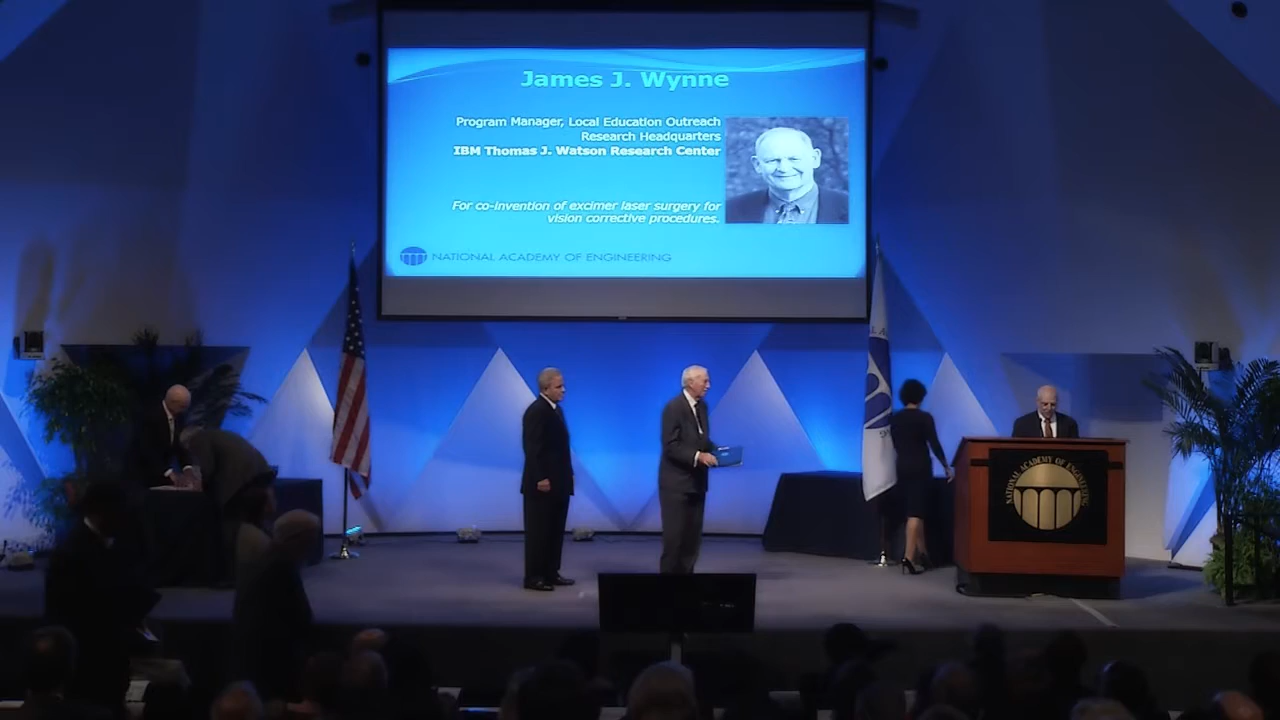 James J. Wynne
Program Manager, Local Education Outreach
Research Headquarters
IBM Thomas J. Watson Research Center
For co-invention of excimer laser surgery for
vision corrective procedures.
NATIONAL ACADEMY OF ENGINEERING
NATIONAL ACADEMY OF ENGINEERING